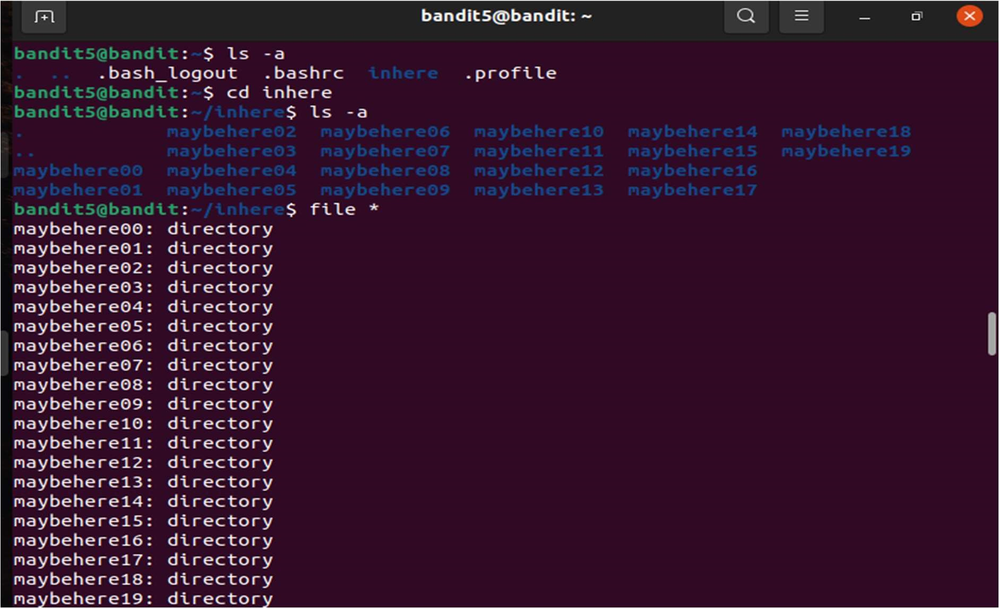 bandit5@bandit: ~
bandit5@bandit:~$ ls -a
.  ..  .bash_logout  .bashrc  inhere  .profile
bandit5@bandit:~$ cd inhere
bandit5@bandit:~/inhere$ ls -a
.            maybehere02  maybehere06  maybehere10  maybehere14  maybehere18
..           maybehere03  maybehere07  maybehere11  maybehere15  maybehere19
maybehere00  maybehere04  maybehere08  maybehere12  maybehere16
maybehere01  maybehere05  maybehere09  maybehere13  maybehere17
bandit5@bandit:~/inhere$ file *
maybehere00: directory
maybehere01: directory
maybehere02: directory
maybehere03: directory
maybehere04: directory
maybehere05: directory
maybehere06: directory
maybehere07: directory
maybehere08: directory
maybehere09: directory
maybehere10: directory
maybehere11: directory
maybehere12: directory
maybehere13: directory
maybehere14: directory
maybehere15: directory
maybehere16: directory
maybehere17: directory
maybehere18: directory
maybehere19: directory